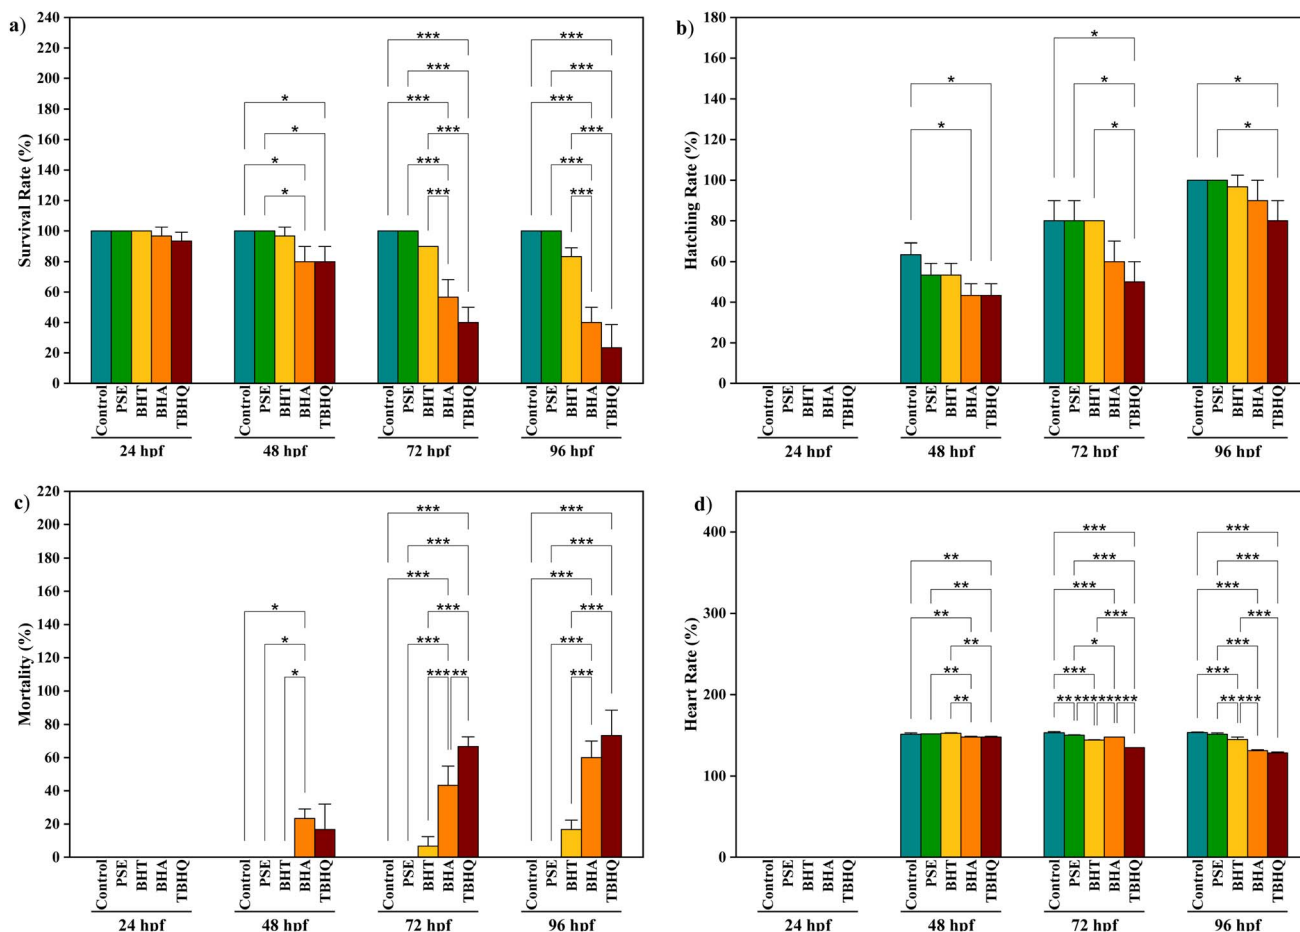 a)
Survival Rate (%)
240
220
200
180
160
140
120
100
80
60
40
20
0
*** ***
*** ***
* *** ***
* *** ***
* *** ***
* *** ***
Control PSE BHT BHA TBHQ Control PSE BHT BHA TBHQ Control PSE BHT BHA TBHQ Control PSE BHT BHA TBHQ
24 hpf 48 hpf 72 hpf 96 hpf
b)
Hatching Rate (%)
180
160
140
120
100
80
60
40
20
0
*
* * *
* * *
Control PSE BHT BHA TBHQ Control PSE BHT BHA TBHQ Control PSE BHT BHA TBHQ Control PSE BHT BHA TBHQ
24 hpf 48 hpf 72 hpf 96 hpf
c)
Mortality (%)
220
200
180
160
140
120
100
80
60
40
20
0
*** ***
*** ***
*** ***
* *** ***
* *** ***
* *** ** ***
Control PSE BHT BHA TBHQ Control PSE BHT BHA TBHQ Control PSE BHT BHA TBHQ Control PSE BHT BHA TBHQ
24 hpf 48 hpf 72 hpf 96 hpf
d)
Heart Rate (%)
400
300
200
100
0
*** ***
** *** ***
** *** ***
** *** ***
** * ***
** *** ***
Control PSE BHT BHA TBHQ Control PSE BHT BHA TBHQ Control PSE BHT BHA TBHQ Control PSE BHT BHA TBHQ
24 hpf 48 hpf 72 hpf 96 hpf